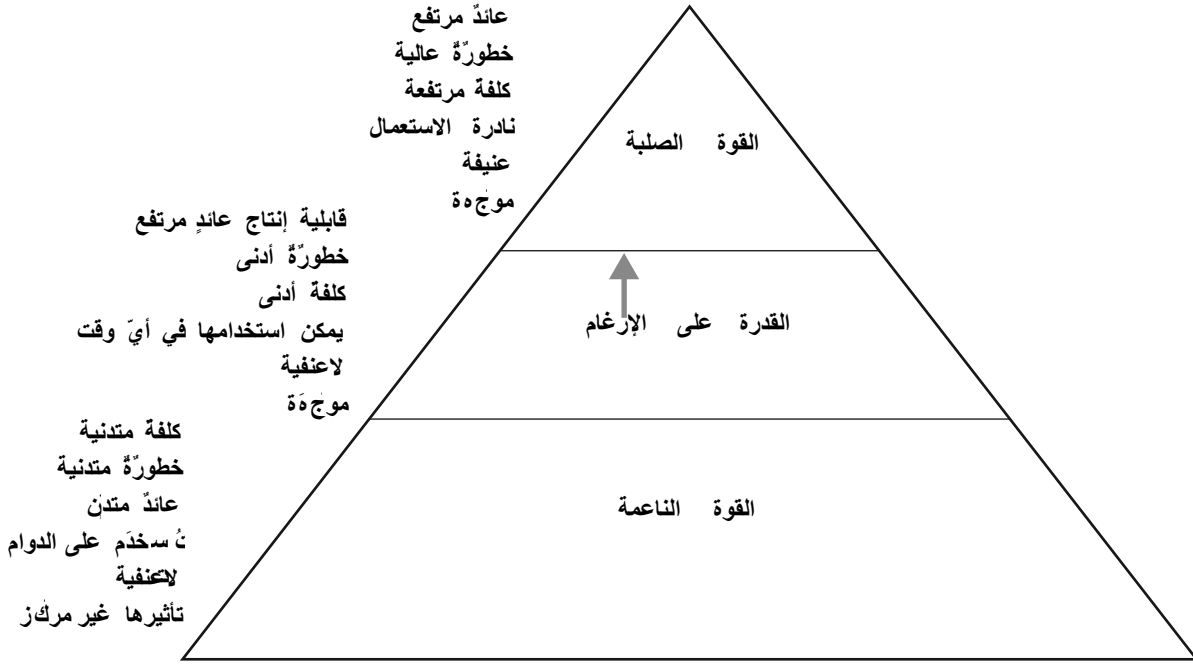 عائدٌ مرتفع
خطورةٌ عالية
كلفةٌ مرتفعة
نادرة الاستعمال
عنيفة
موجّهة
القوة الصلبة
قابلية إنتاج عائدٍ مرتفع
خطورةٌ أدنى
كلفةٌ أدنى
يمكن استخدامها في أيّ وقت
لاعنفية
موجّهَة
القدرة على الإرغام
كلفةٌ متدنية
خطورةٌ متدنية
عائدٌ متدنٍ
تُسخدَم على الدوام
لاعنفية
تأثيرها غير مركّز
القوة الناعمة